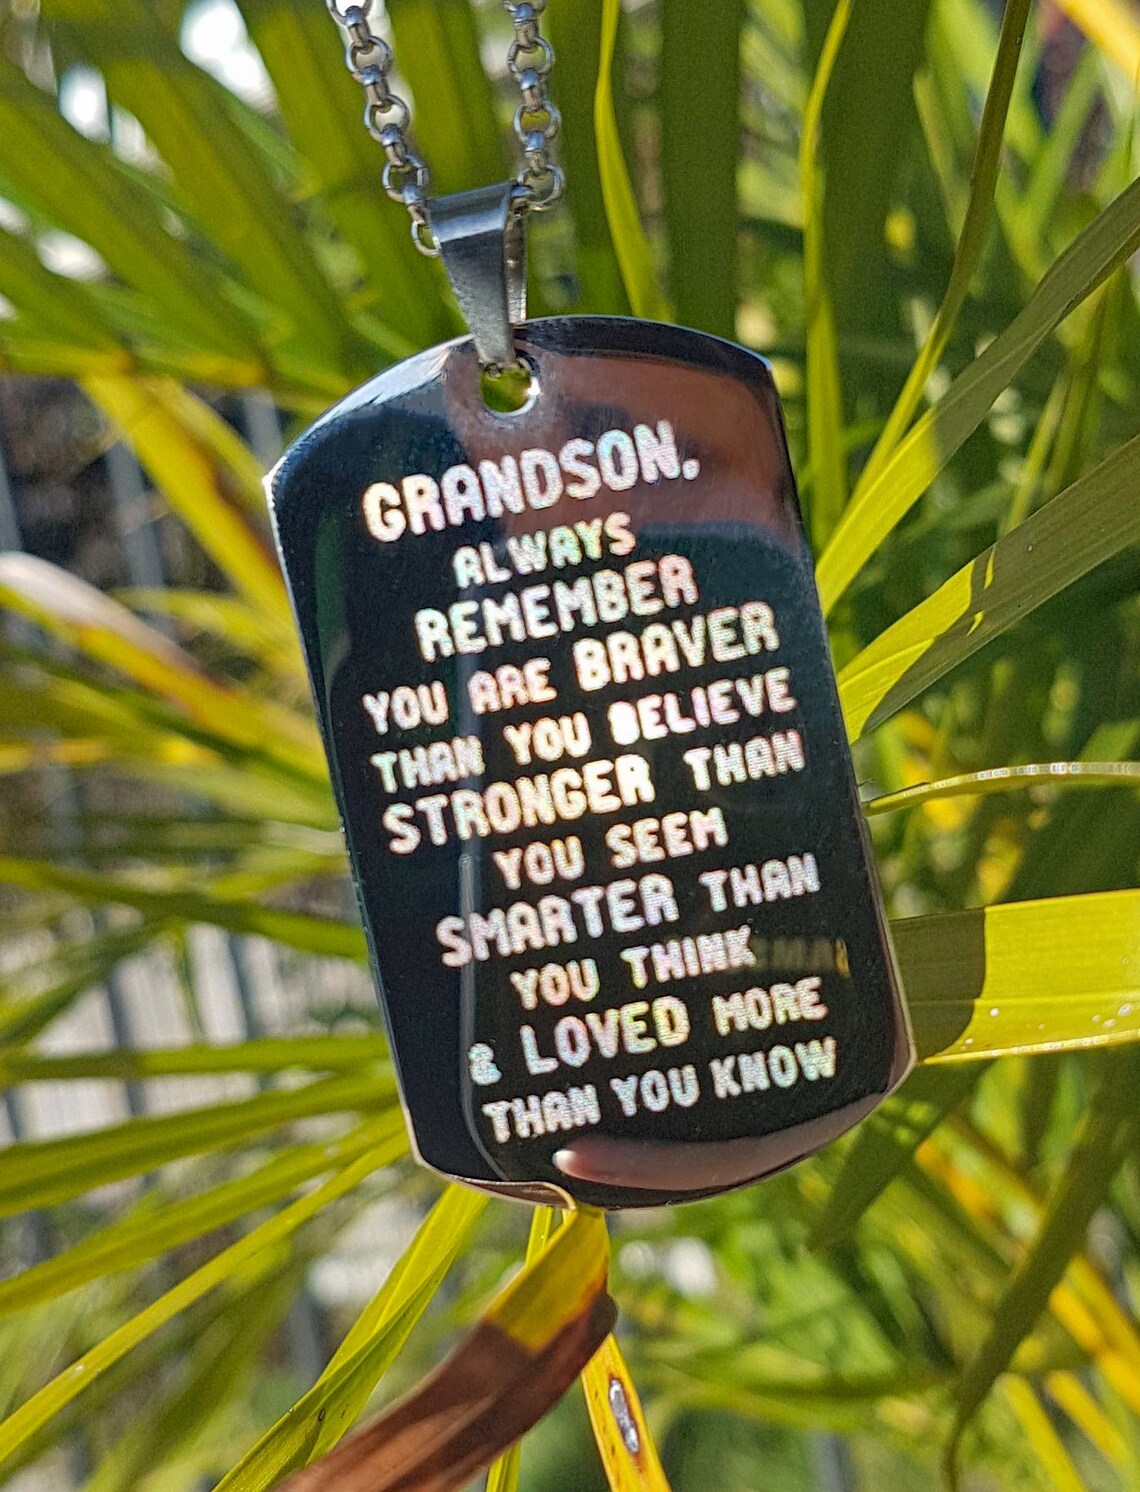 GRANDSON,
ALWAYS
REMEMBER
YOU ARE BRAVER
THAN YOU BELIEVE
STRONGER THAN
YOU SEEM
SMARTER THAN
YOU THINK
& LOVED MORE
THAN YOU KNOW